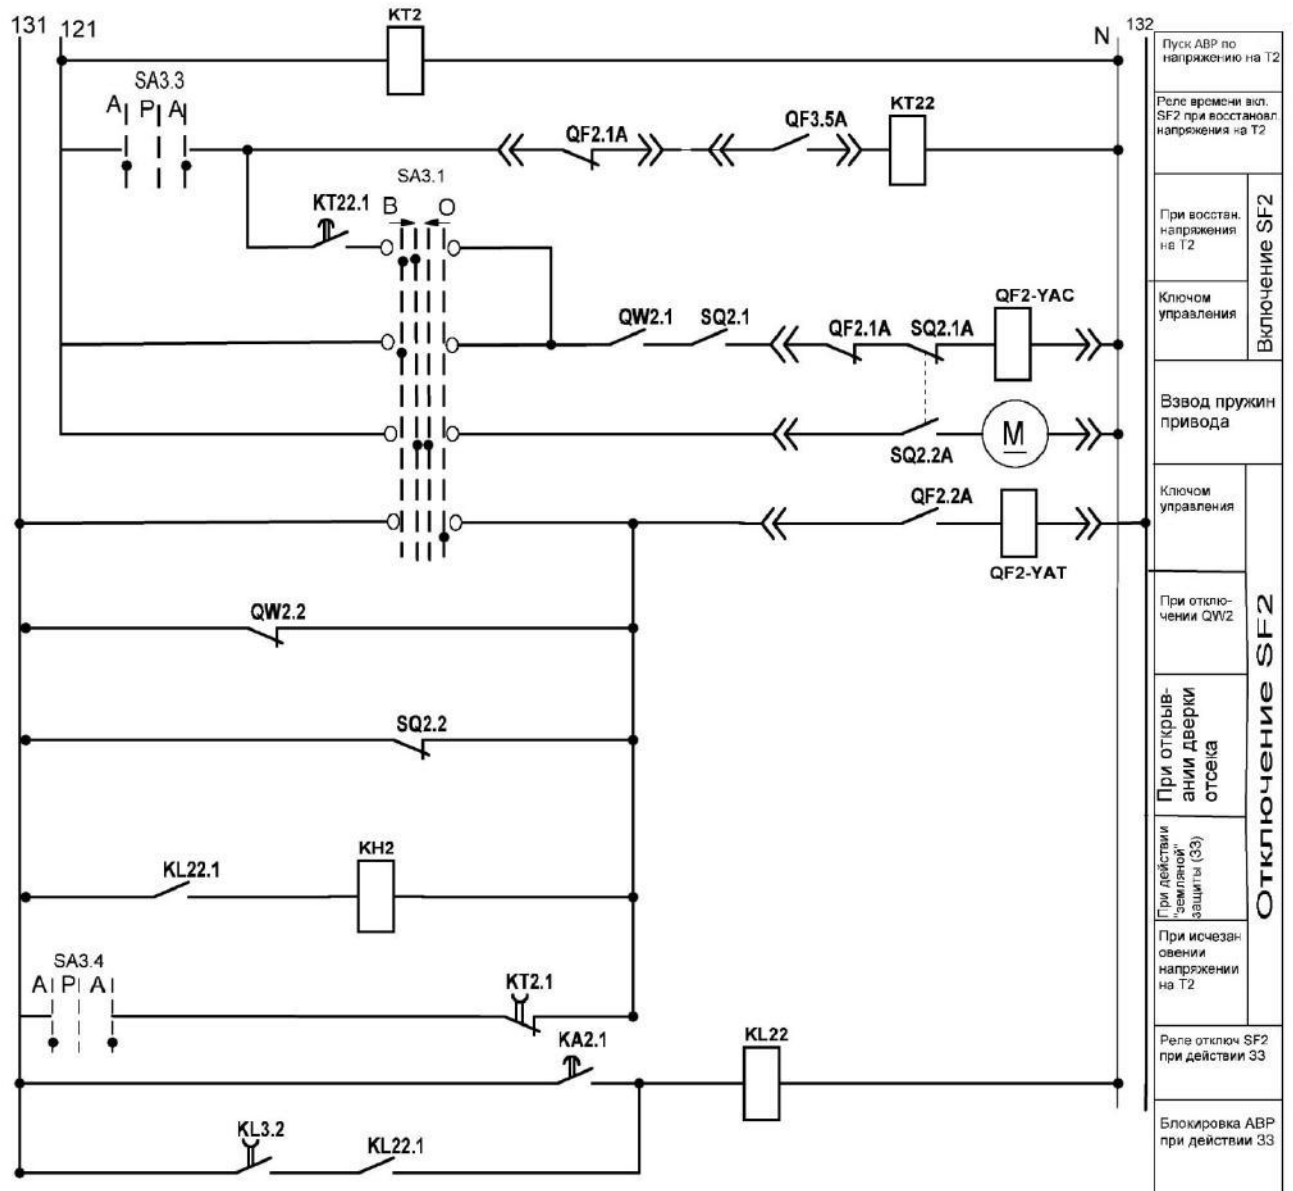 131 121
KT2
N 132
Пуск АВР по
напряжению на Т2
SA3.3
А Р А
QF2.1A
QF3.5A
KT22
Реле времени вкл.
SF2 при восстановл.
напряжения на Т2
SA3.1
В О
KT22.1
При восстан.
напряжения
на Т2
Включение SF2
QW2.1
SQ2.1
QF2.1A
SQ2.1A
QF2-YAC
Ключом
управления
SQ2.2A
M
Взвод пружин
привода
QF2.2A
QF2-YAT
Ключом
управления
Отключение SF2
QW2.2
При отклю-
чении QW2
SQ2.2
При открыв-
ании дверки
отсека
KL22.1
KH2
При действии
"земляной"
защиты (ЗЗ)
SA3.4
А Р А
KT2.1
При исчезан
овении
напряжении
на Т2
KA2.1
KL22
Реле отключ SF2
при действии ЗЗ
KL3.2
KL22.1
Блокировка АВР
при действии ЗЗ